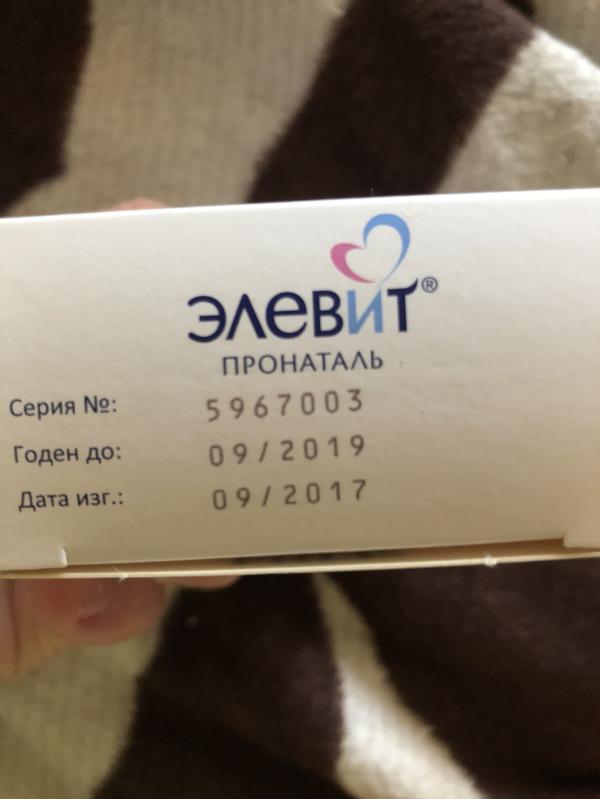 ЭЛЕВИТ®
ПРОНАТАЛЬ
Серия №: 5967003
Годен до: 09/2019
Дата изг.: 09/2017